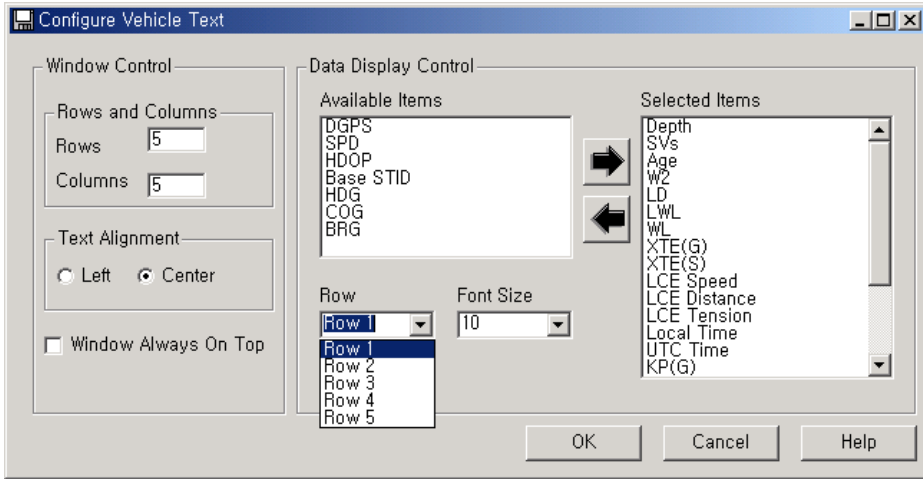 Configure Vehicle Text
Window Control
Rows and Columns
Rows 5
Columns 5
Text Alignment
Left Center
Window Always On Top
Data Display Control
Available Items
DGPS
SPD
HDOP
Base STID
HDG
COG
BRG
Row
Row 1
Row 1
Row 2
Row 3
Row 4
Row 5
Font Size
10
Selected Items
Depth
SVs
Age
W2
LD
LWL
WL
XTE(G)
XTE(S)
LCE Speed
LCE Distance
LCE Tension
Local Time
UTC Time
KP(G)
OK Cancel Help